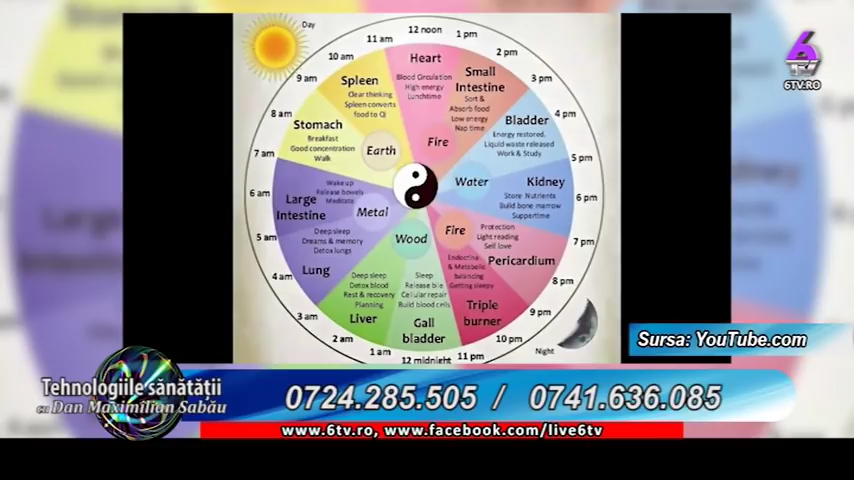 Day
12 noon
1 pm
2 pm
3 pm
4 pm
5 pm
6 pm
7 pm
8 pm
9 pm
10 pm
11 pm
12 midnight
1 am
2 am
3 am
4 am
5 am
6 am
7 am
8 am
9 am
10 am
11 am
Night
Heart
Blood Circulation
High energy
Lunchtime
Small
Intestine
Sort &
Absorb food
Low energy
Nap time
Fire
Bladder
Energy restored.
Liquid waste released
Work & Study
Water
Kidney
Store Nutrients
Build bone marrow
Suppertime
Fire
Protection
Light reading
Self love
Pericardium
Endocrine
& Metabolic
balancing
Getting sleepy
Triple
burner
Sleep
Release bile
Cellular repair
Build blood cells
Gall
bladder
Wood
Deep sleep
Detox blood
Rest & recovery
Planning
Liver
Deep sleep
Dreams & memory
Detox lungs
Lung
Metal
Wake up
Release bowels
Meditate
Large
Intestine
Stomach
Breakfast
Good concentration
Walk
Earth
Spleen
Clear thinking
Spleen converts
food to Qi
6
TV
6TV.RO
Sursa: YouTube.com
Tehnologiile sănătății
cu Dan Maximilian Sabău
0724.285.505 / 0741.636.085
www.6tv.ro, www.facebook.com/live6tv